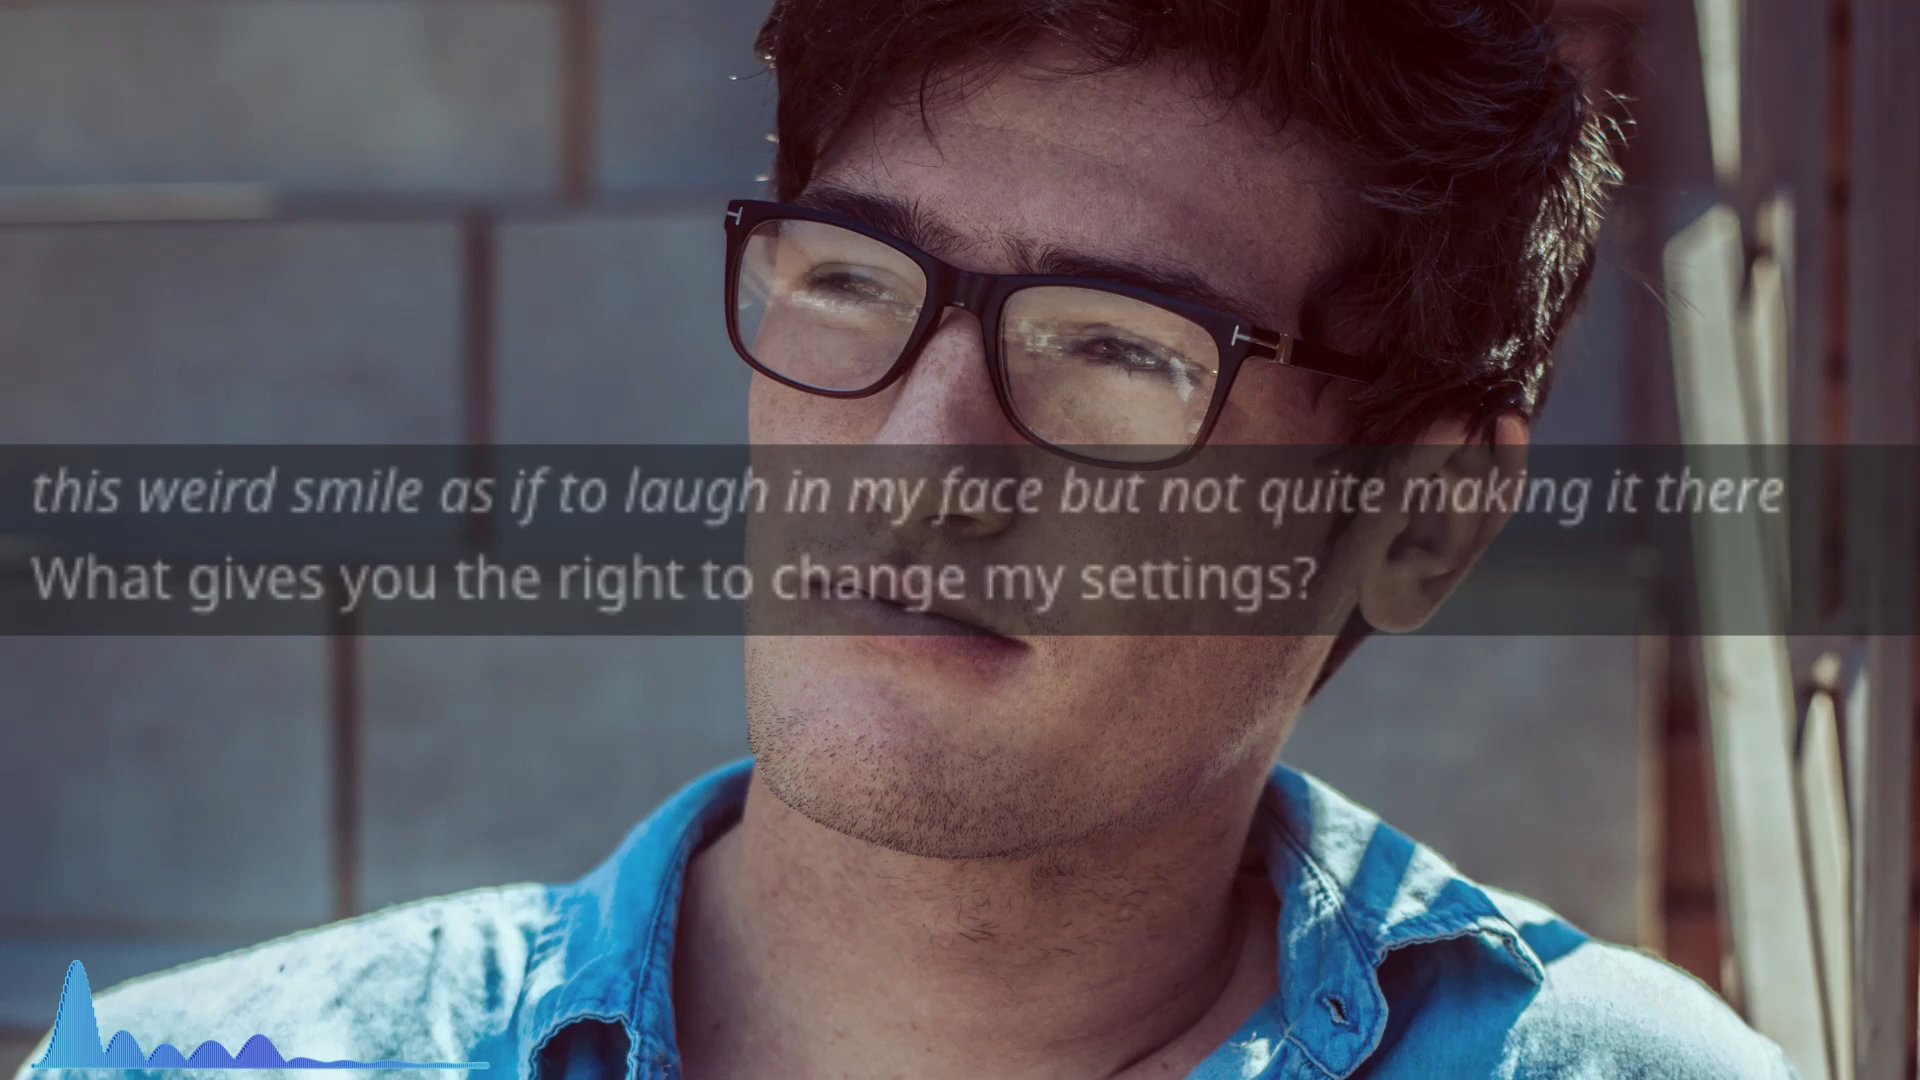 this weird smile as if to laugh in my face but not quite making it there
What gives you the right to change my settings?